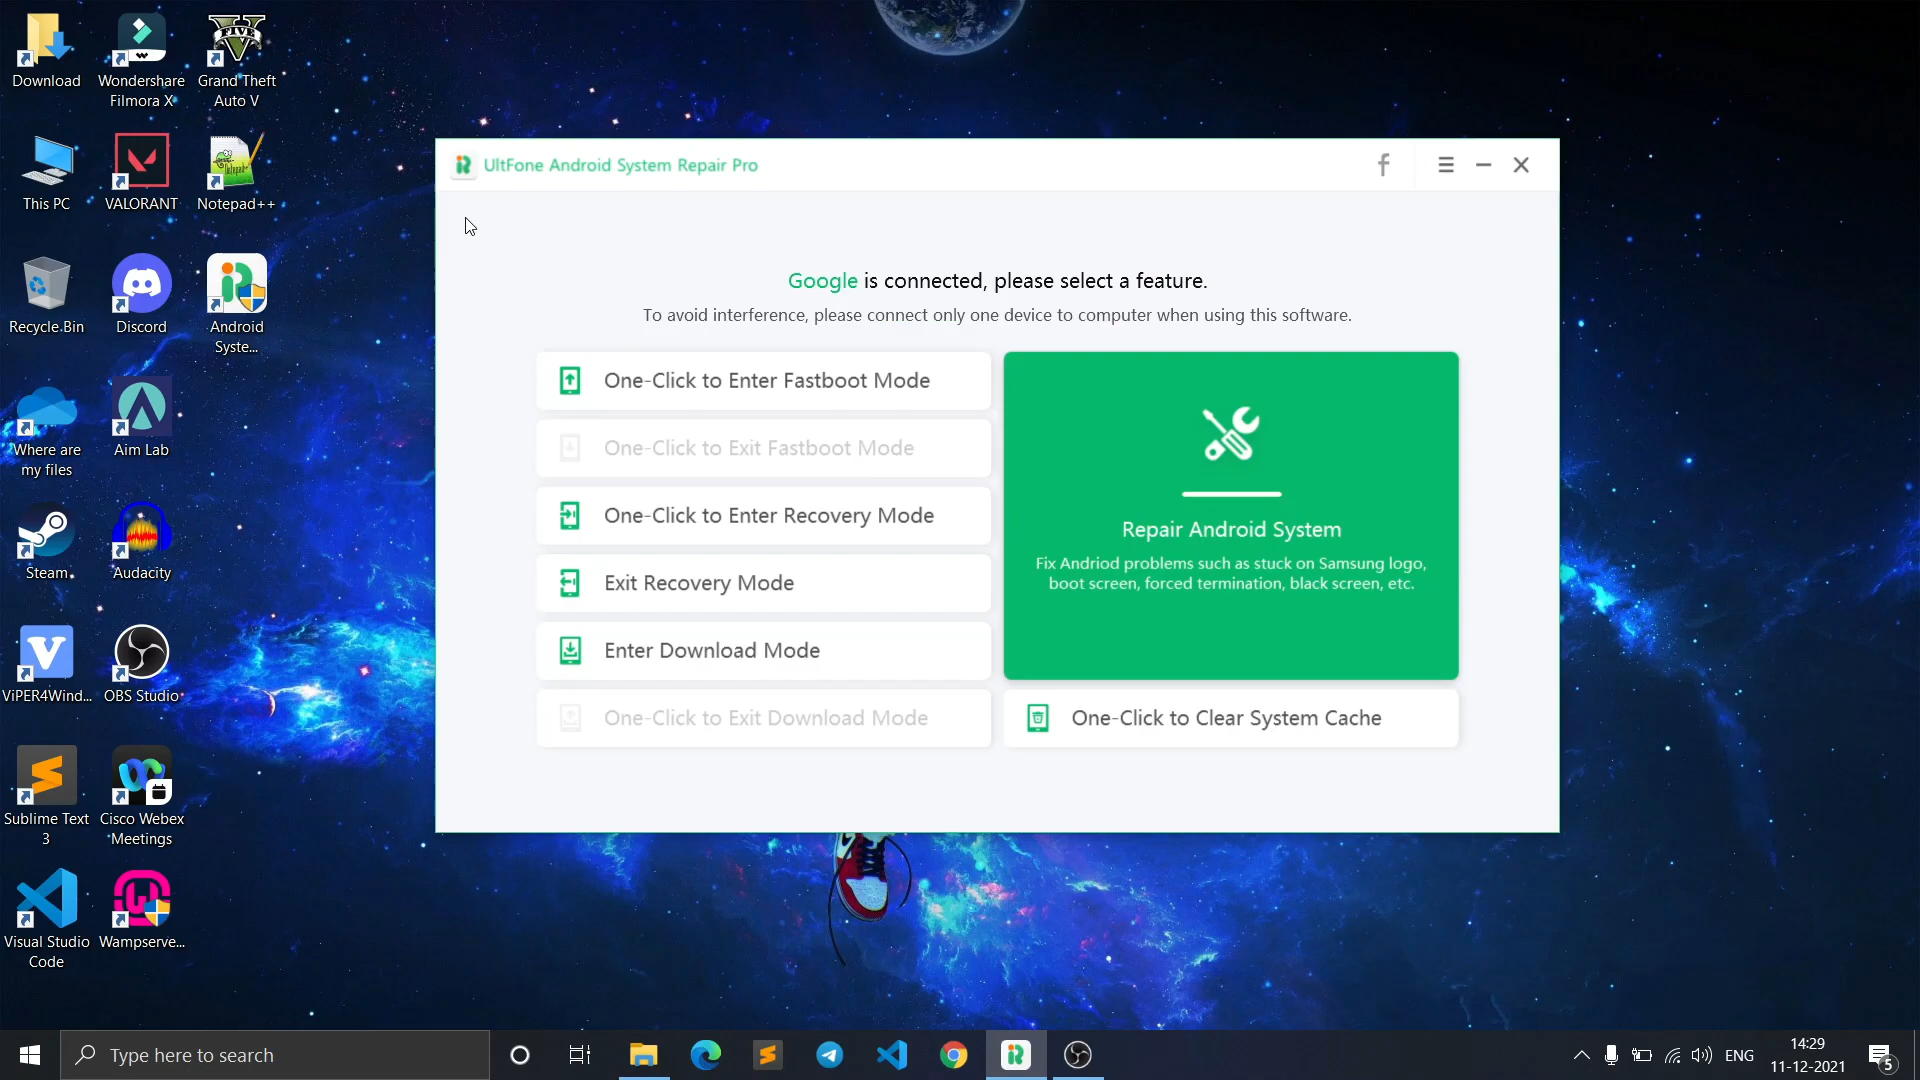 Download
Wondershare
Filmora X
Grand Theft
Auto V
FIVE
This PC
VALORANT
Notepad++
Recycle Bin
Discord
Android
Syste...
Where are
my files
Aim Lab
Steam
Audacity
ViPER4Wind...
OBS Studio
Sublime Text
3
Cisco Webex
Meetings
Visual Studio
Code
Wampserve...
UltFone Android System Repair Pro
Google is connected, please select a feature.
To avoid interference, please connect only one device to computer when using this software.
One-Click to Enter Fastboot Mode
One-Click to Exit Fastboot Mode
One-Click to Enter Recovery Mode
Exit Recovery Mode
Enter Download Mode
One-Click to Exit Download Mode
Repair Android System
Fix Andriod problems such as stuck on Samsung logo,
boot screen, forced termination, black screen, etc.
One-Click to Clear System Cache
Type here to search
ENG
14:29
11-12-2021
5